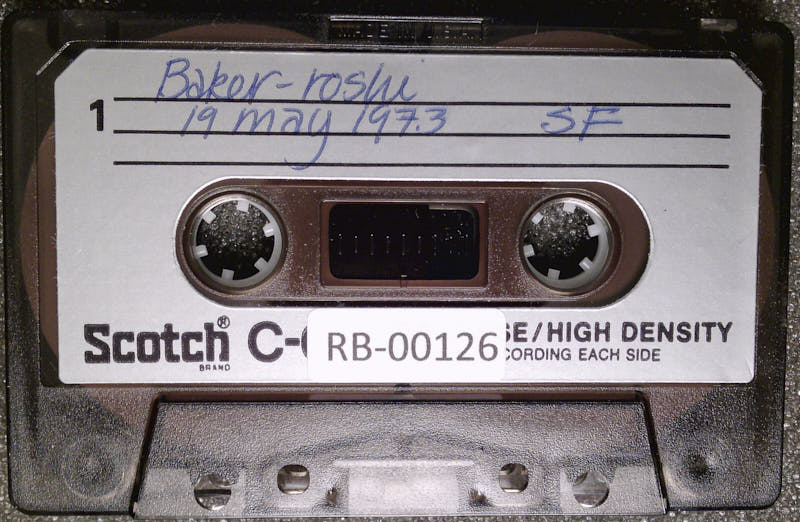 Baker-roshi
1
19 may 1973 SF
Scotch® C- SE/HIGH DENSITY
BRAND CORDING EACH SIDE
RB-00126